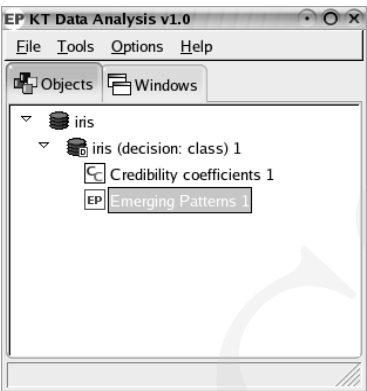 EP KT Data Analysis v1.0
File Tools Options Help
Objects Windows
iris
iris (decision: class) 1
CC Credibility coefficients 1
EP Emerging Patterns 1